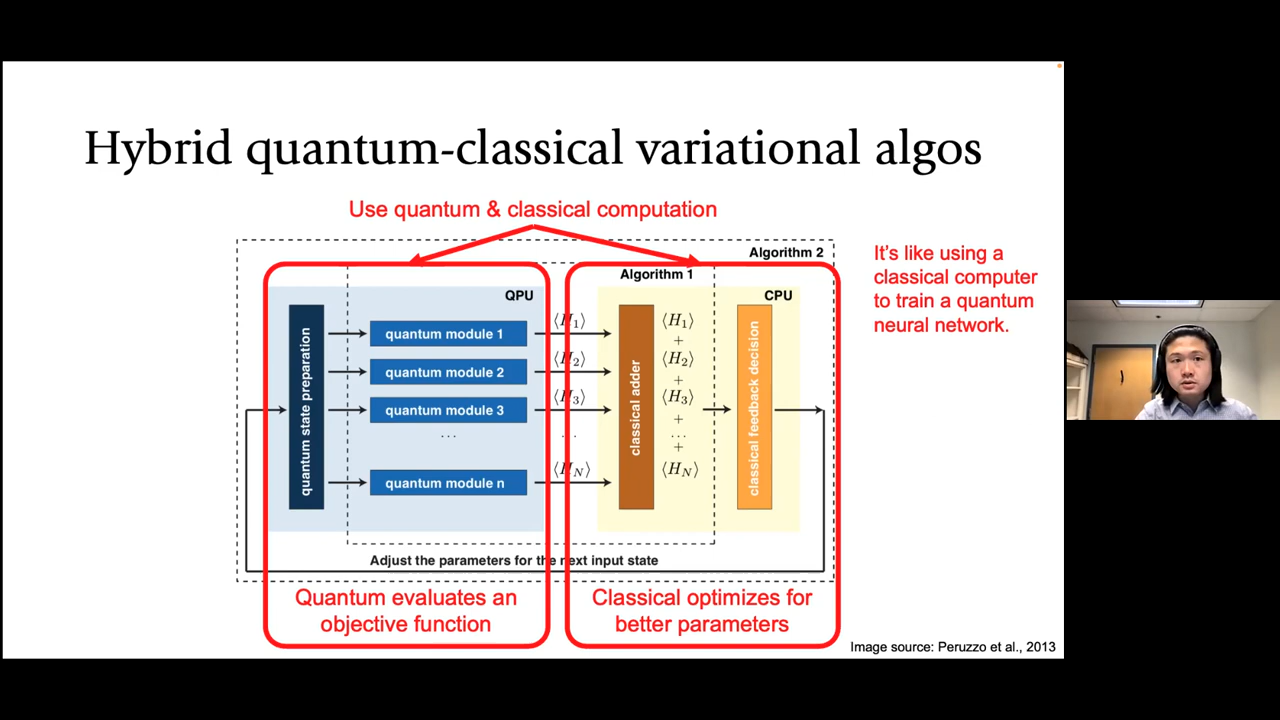 Hybrid quantum-classical variational algos
Use quantum & classical computation
It's like using a
classical computer
to train a quantum
neural network.
Algorithm 2
Algorithm 1
QPU
CPU
quantum state preparation
quantum module 1
quantum module 2
quantum module 3
...
quantum module n
⟨H₁⟩
⟨H₂⟩
⟨H₃⟩
...
⟨H_N⟩
classical adder
⟨H₁⟩
+
⟨H₂⟩
+
⟨H₃⟩
+
...
+
⟨H_N⟩
classical feedback decision
Adjust the parameters for the next input state
Quantum evaluates an
objective function
Classical optimizes for
better parameters
Image source: Peruzzo et al., 2013